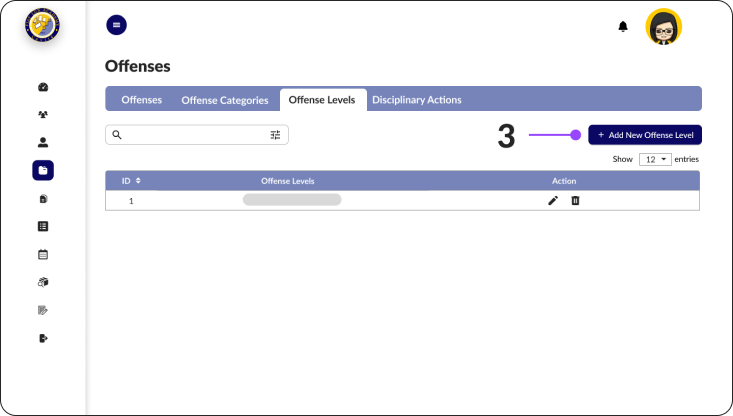 Offenses
Offenses Offense Categories Offense Levels Disciplinary Actions
3 + Add New Offense Level
Show 12 entries
ID Offense Levels Action
1